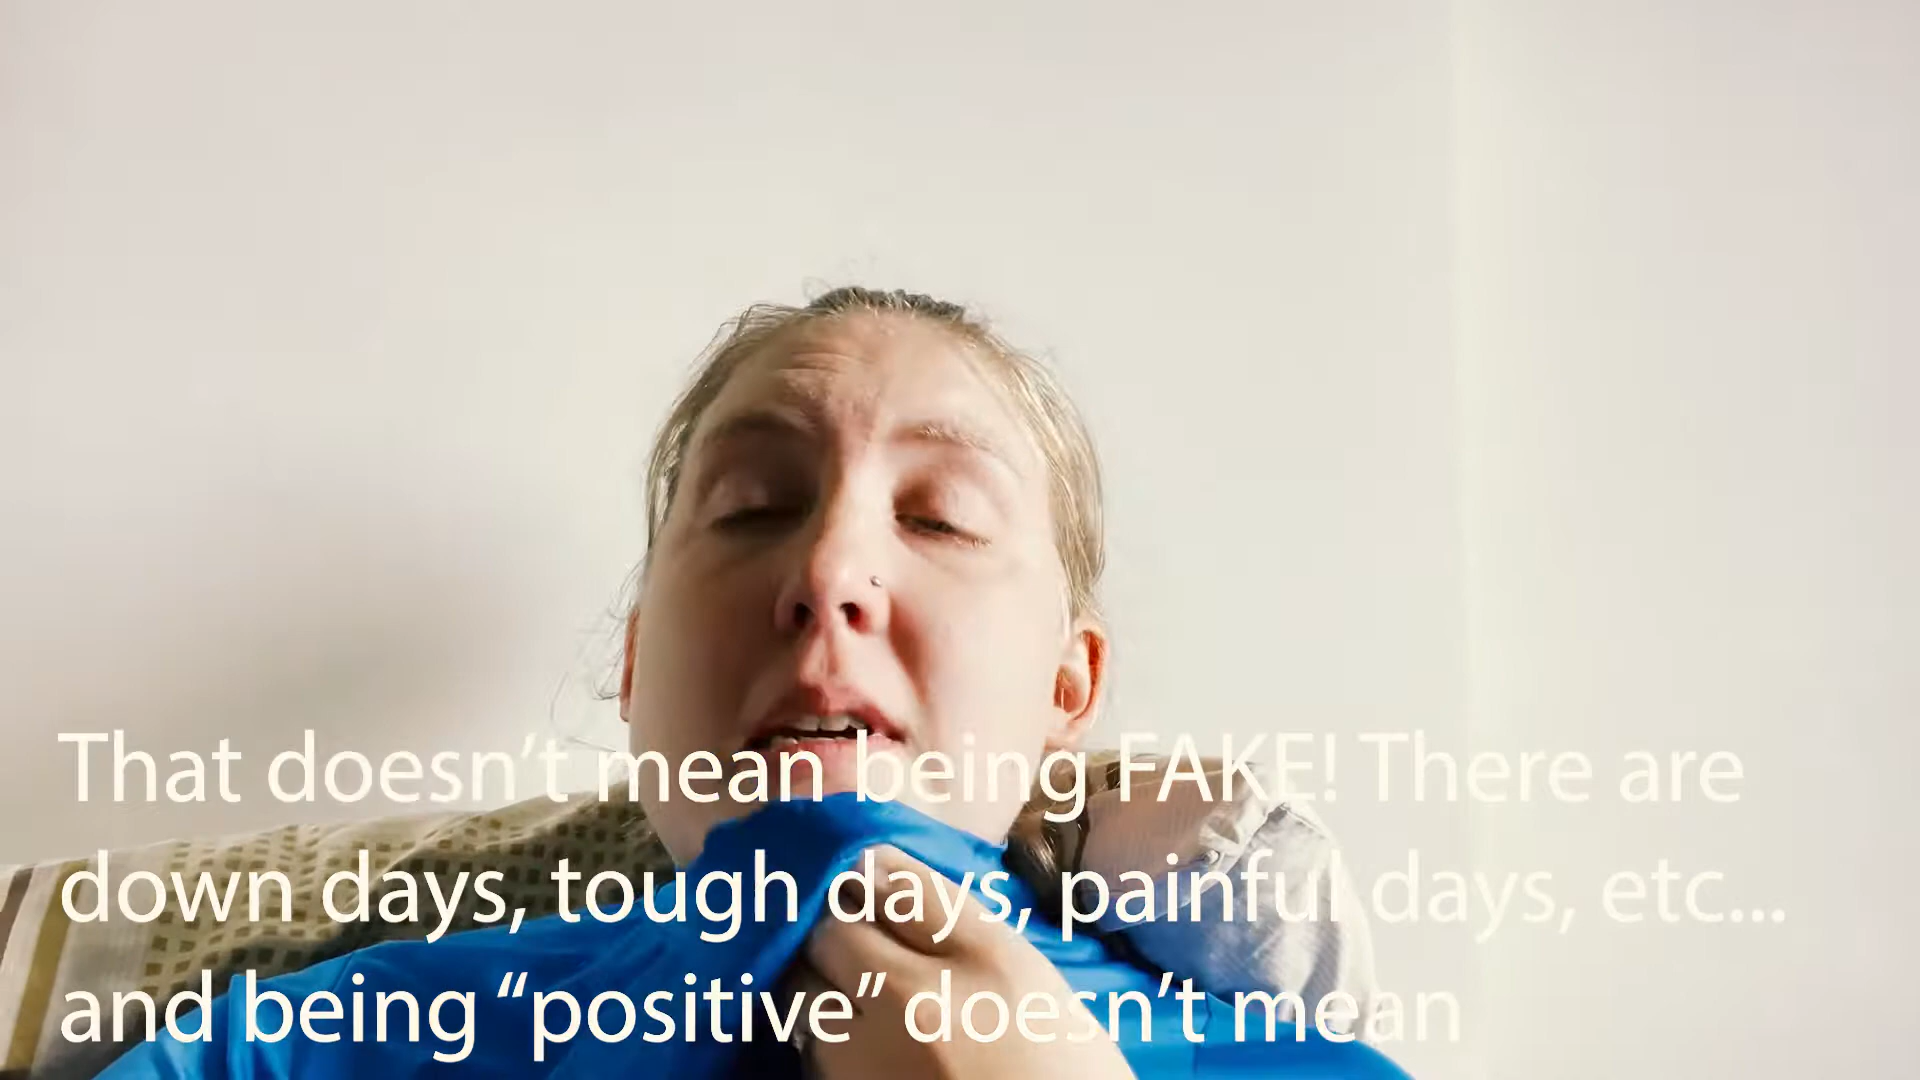 That doesn’t mean being FAKE! There are
down days, tough days, painful days, etc...
and being “positive” doesn’t mean